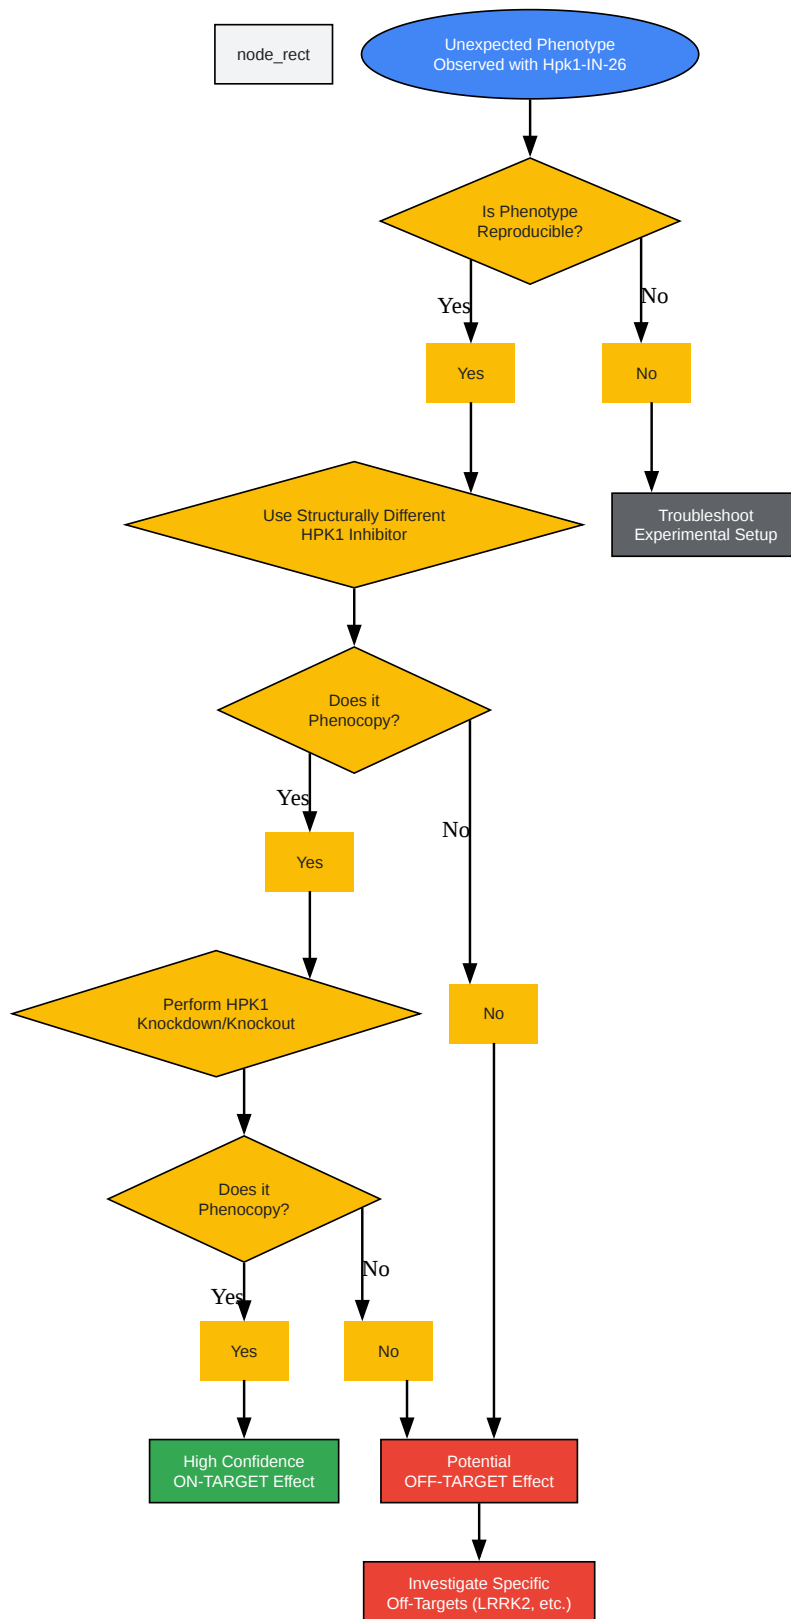 node_rect
Unexpected Phenotype
Observed with Hpk1-IN-26
Is Phenotype
Reproducible?
Yes
No
Yes
No
Use Structurally Different
HPK1 Inhibitor
Troubleshoot
Experimental Setup
Does it
Phenocopy?
Yes
No
Yes
Perform HPK1
Knockdown/Knockout
No
Does it
Phenocopy?
Yes
No
Yes
No
High Confidence
ON-TARGET Effect
Potential
OFF-TARGET Effect
Investigate Specific
Off-Targets (LRRK2, etc.)